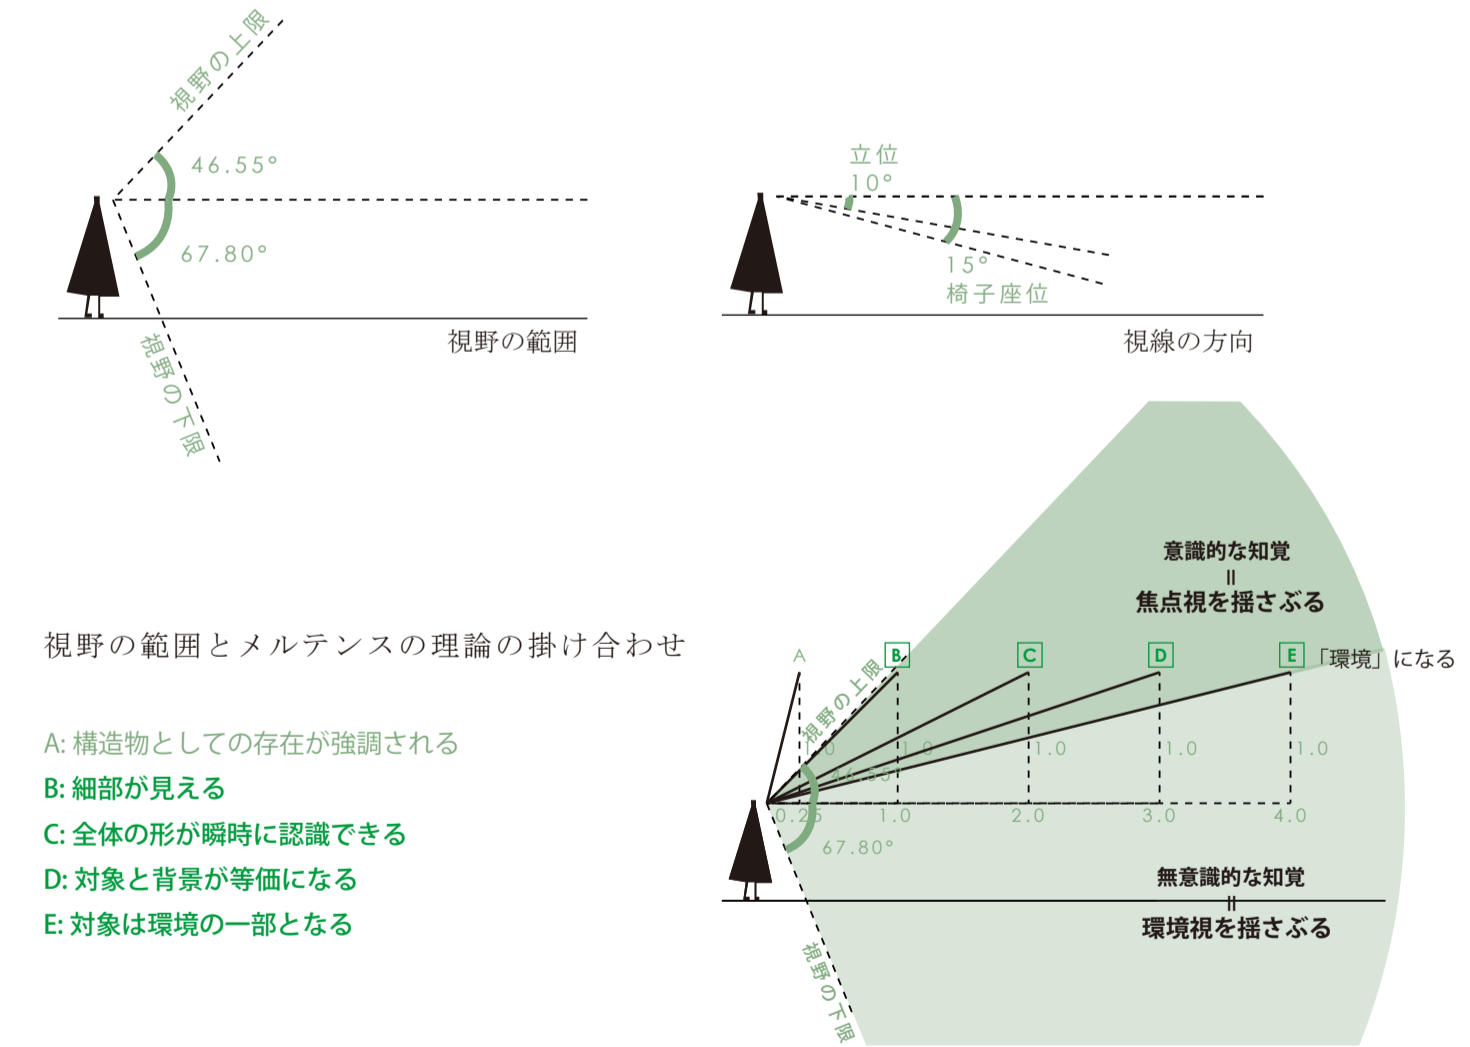 視野の上限
46.55°
67.80°
視野の下限
視野の範囲
立位
10°
15°
椅子座位
視線の方向
視野の範囲とメルテンスの理論の掛け合わせ
A: 構造物としての存在が強調される
B: 細部が見える
C: 全体の形が瞬時に認識できる
D: 対象と背景が等価になる
E: 対象は環境の一部となる
意識的な知覚
=
焦点視を揺さぶる
A
B
C
D
E 「環境」になる
視野の上限
1.0
1.0
1.0
1.0
1.0
46.55°
0.25
1.0
2.0
3.0
4.0
67.80°
無意識的な知覚
=
環境視を揺さぶる
視野の下限